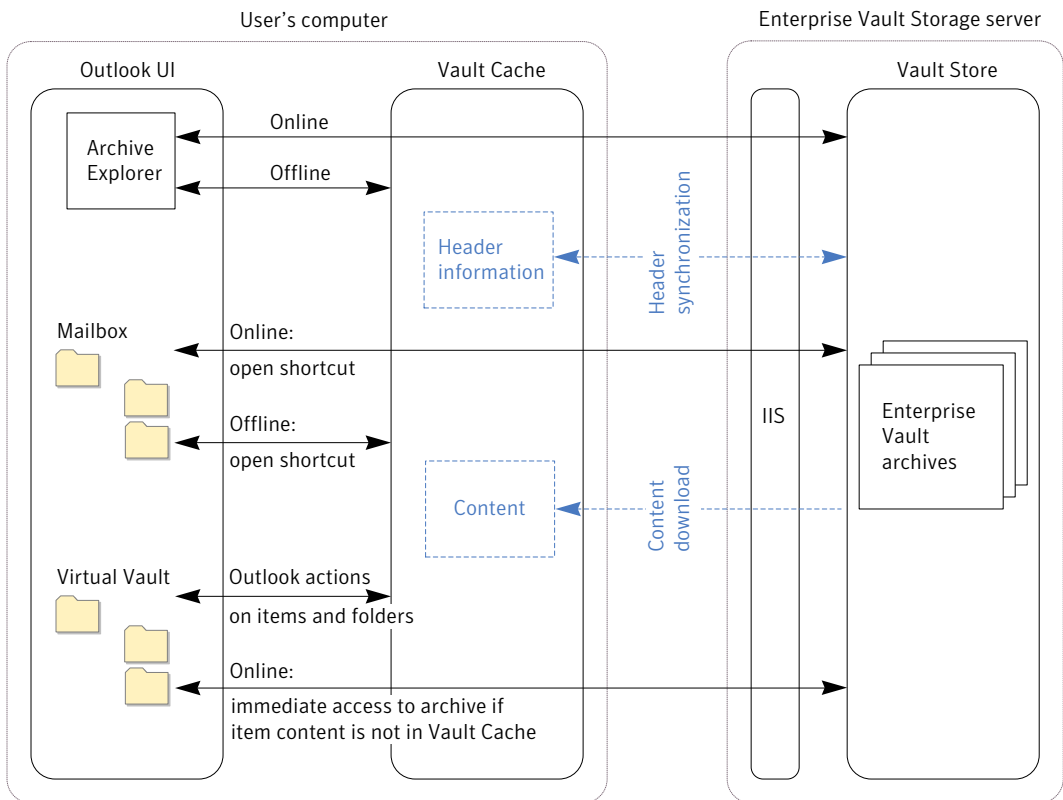 User's computer
Enterprise Vault Storage server
Outlook UI
Vault Cache
Vault Store
Archive
Explorer
Online
Offline
Header
information
Header
synchronization
Mailbox
Online:
open shortcut
Offline:
open shortcut
IIS
Enterprise
Vault
archives
Content
Content
download
Virtual Vault
Outlook actions
on items and folders
Online:
immediate access to archive if
item content is not in Vault Cache